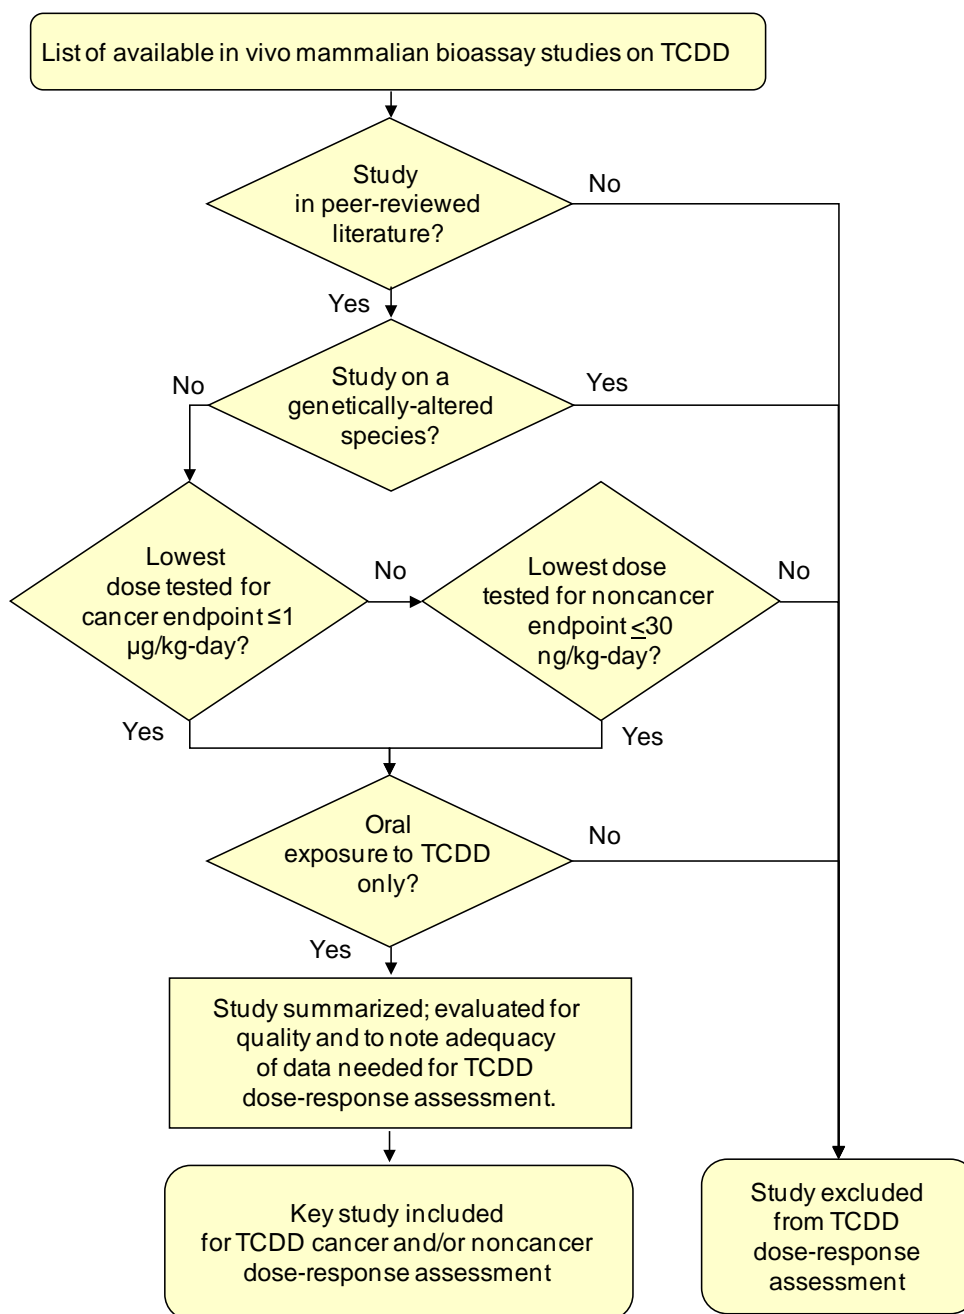 List of available in vivo mammalian bioassay studies on TCDD
Study
in peer-reviewed
literature?
No
Yes
Study on a
genetically-altered
species?
No
Yes
Lowest
dose tested for
cancer endpoint ≤1
µg/kg-day?
No
Lowest dose
tested for noncancer
endpoint <30
ng/kg-day?
No
Yes
Yes
Oral
exposure to TCDD
only?
No
Yes
Study summarized; evaluated for
quality and to note adequacy
of data needed for TCDD
dose-response assessment.
Key study included
for TCDD cancer and/or noncancer
dose-response assessment
Study excluded
from TCDD
dose-response
assessment